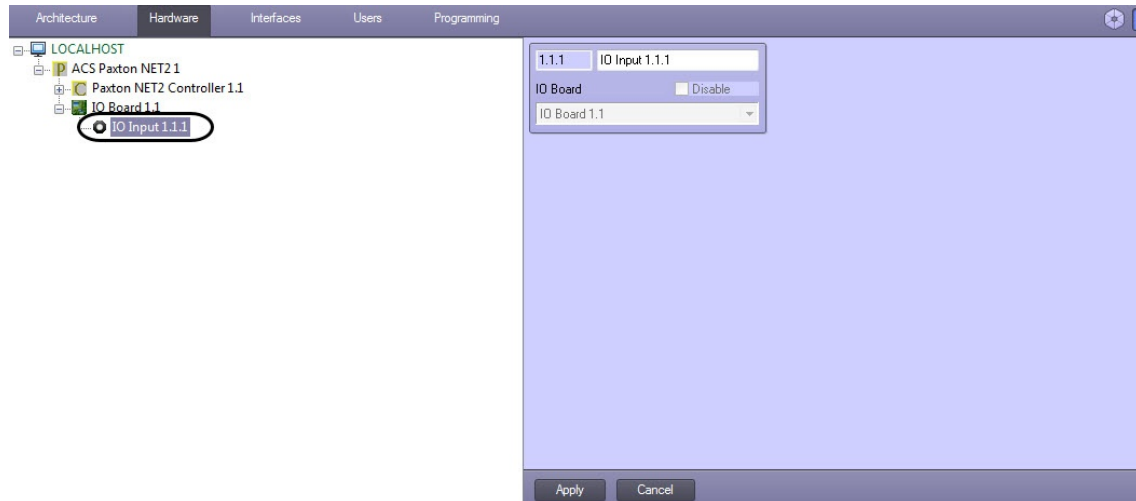 Architecture Hardware Interfaces Users Programming
LOCALHOST
ACS Paxton NET2 1
Paxton NET2 Controller 1.1
IO Board 1.1
IO Input 1.1.1
1.1.1 IO Input 1.1.1
IO Board Disable
IO Board 1.1
Apply Cancel